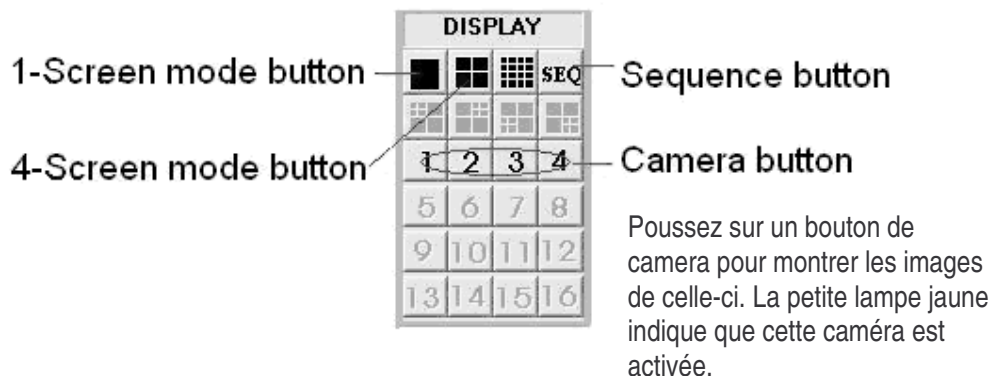 DISPLAY
1-Screen mode button
SEQ
Sequence button
4-Screen mode button
1 2 3 4
Camera button
5 6 7 8
9 10 11 12
13 14 15 16
Poussez sur un bouton de
camera pour montrer les images
de celle-ci. La petite lampe jaune
indique que cette caméra est
activée.